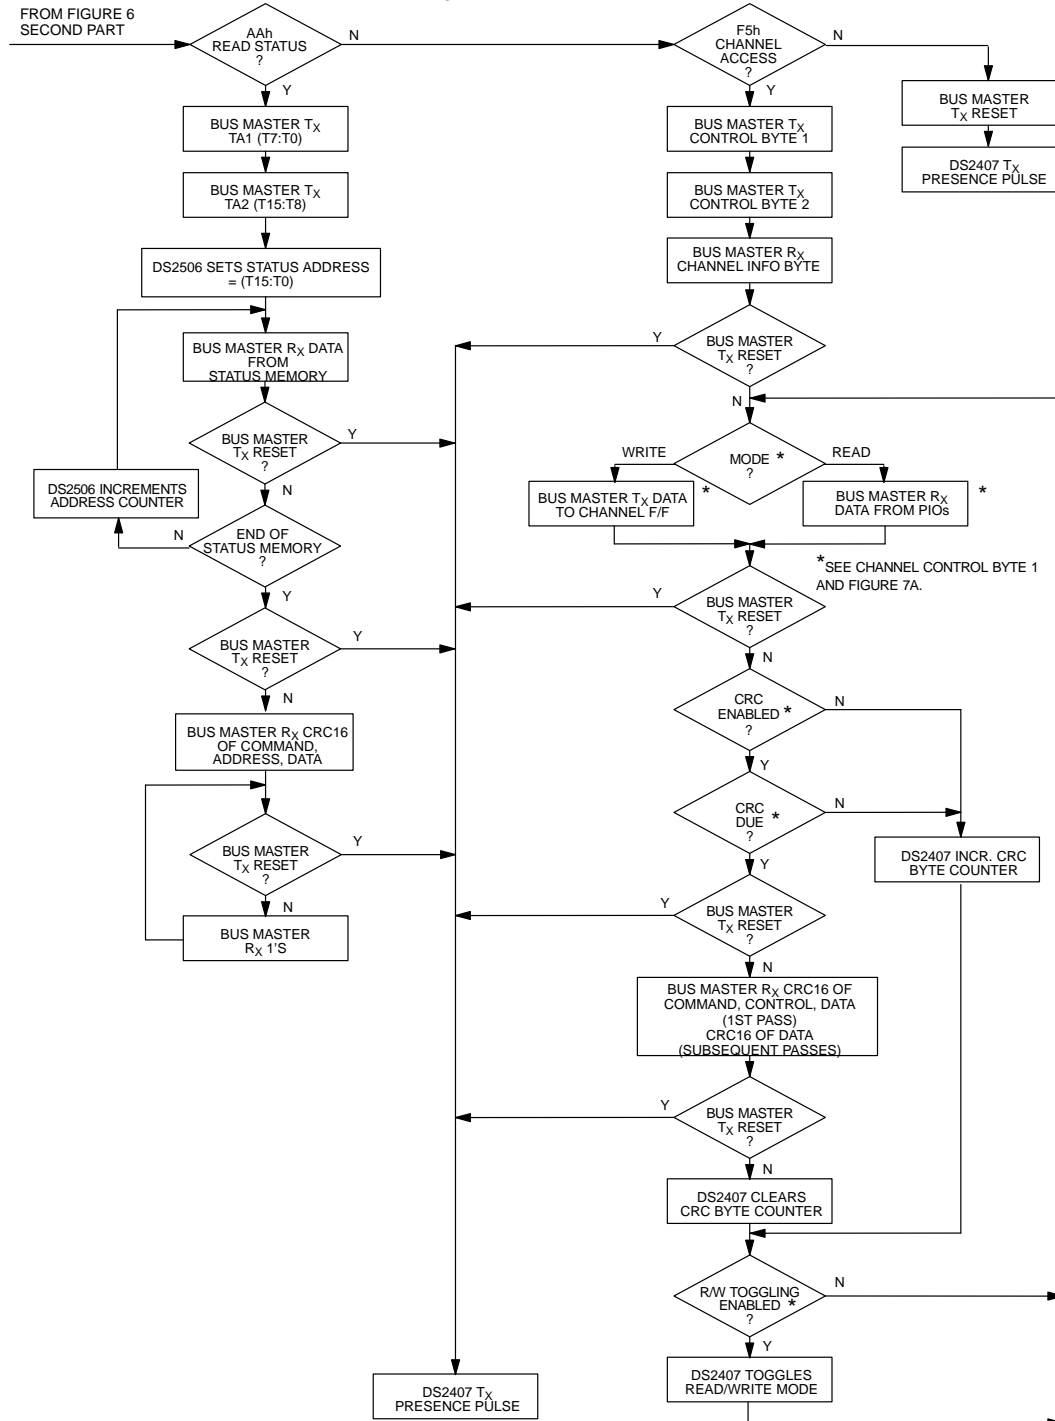 FROM FIGURE 6
SECOND PART
AAh
READ STATUS
?
N
Y
BUS MASTER TX
TA1 (T7:T0)
BUS MASTER TX
TA2 (T15:T8)
DS2506 SETS STATUS ADDRESS
= (T15:T0)
BUS MASTER RX DATA
FROM
STATUS MEMORY
BUS MASTER
TX RESET
?
Y
N
DS2506 INCREMENTS
ADDRESS COUNTER
END OF
STATUS MEMORY
?
N
Y
BUS MASTER
TX RESET
?
Y
N
BUS MASTER RX CRC16
OF COMMAND,
ADDRESS, DATA
BUS MASTER
TX RESET
?
Y
N
BUS MASTER
RX 1'S
F5h
CHANNEL
ACCESS
?
N
Y
BUS MASTER
TX RESET
DS2407 TX
PRESENCE PULSE
BUS MASTER TX
CONTROL BYTE 1
BUS MASTER TX
CONTROL BYTE 2
BUS MASTER RX
CHANNEL INFO BYTE
BUS MASTER
TX RESET
?
Y
N
MODE *
?
WRITE
READ
BUS MASTER TX DATA
TO CHANNEL F/F
*
BUS MASTER RX
DATA FROM PIOs
*
*SEE CHANNEL CONTROL BYTE 1
AND FIGURE 7A.
BUS MASTER
TX RESET
?
Y
N
CRC
ENABLED *
?
N
Y
CRC
DUE *
?
N
Y
DS2407 INCR. CRC
BYTE COUNTER
BUS MASTER
TX RESET
?
Y
N
BUS MASTER RX CRC16 OF
COMMAND, CONTROL, DATA
(1ST PASS)
CRC16 OF DATA
(SUBSEQUENT PASSES)
BUS MASTER
TX RESET
?
Y
N
DS2407 CLEARS
CRC BYTE COUNTER
R/W TOGGLING
ENABLED *
?
N
Y
DS2407 TOGGLES
READ/WRITE MODE
DS2407 TX
PRESENCE PULSE